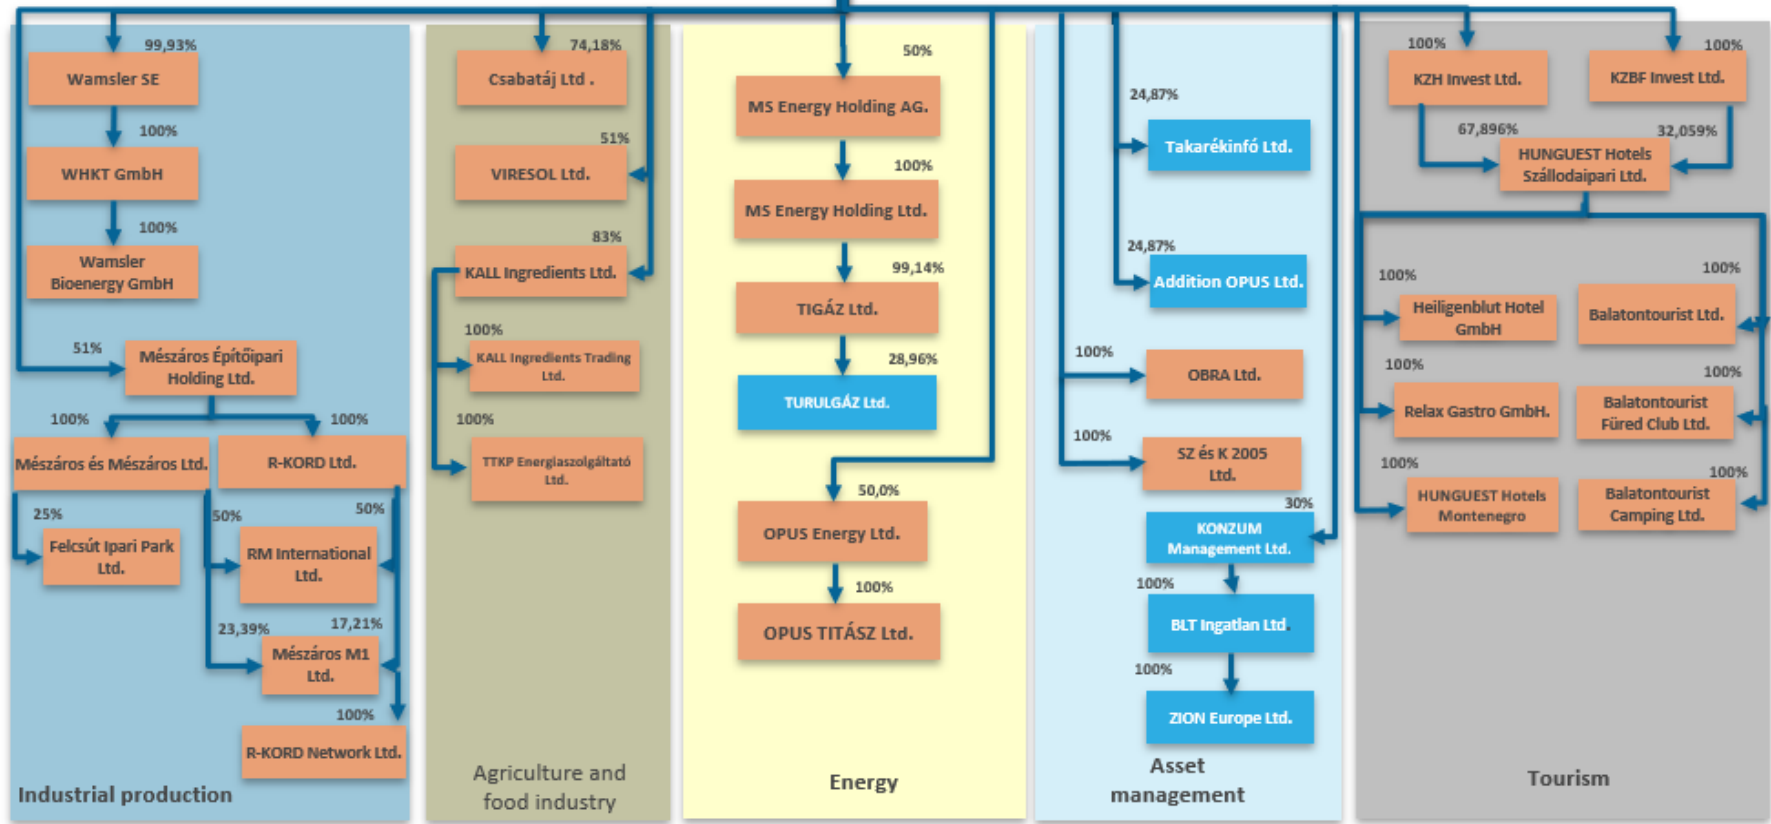 99,93%
Wamsler SE
100%
WHKT GmbH
100%
Wamsler
Bioenergy GmbH
51%
Mészáros Építőipari
Holding Ltd.
100%
100%
Mészáros és Mészáros Ltd.
R-KORD Ltd.
25%
50%
50%
Felcsút Ipari Park
Ltd.
RM International
Ltd.
23,39%
17,21%
Mészáros M1
Ltd.
100%
R-KORD Network Ltd.
Industrial production
74,18%
Csabatáj Ltd .
51%
VIRESOL Ltd.
83%
KALL Ingredients Ltd.
100%
KALL Ingredients Trading
Ltd.
100%
TTKP Energiaszolgáltató
Ltd.
Agriculture and
food industry
50%
MS Energy Holding AG.
100%
MS Energy Holding Ltd.
99,14%
TIGÁZ Ltd.
28,96%
TURULGÁZ Ltd.
50,0%
OPUS Energy Ltd.
100%
OPUS TITÁSZ Ltd.
Energy
24,87%
Takarékinfó Ltd.
24,87%
Addition OPUS Ltd.
100%
OBRA Ltd.
100%
SZ és K 2005
Ltd.
30%
KONZUM
Management Ltd.
100%
BLT Ingatlan Ltd.
100%
ZION Europe Ltd.
Asset
management
100%
KZH Invest Ltd.
100%
KZBF Invest Ltd.
67,896%
32,059%
HUNGUEST Hotels
Szállodaipari Ltd.
100%
Heiligenblut Hotel
GmbH
100%
Balatontourist Ltd.
100%
Relax Gastro GmbH.
100%
Balatontourist
Füred Club Ltd.
100%
HUNGUEST Hotels
Montenegro
100%
Balatontourist
Camping Ltd.
Tourism